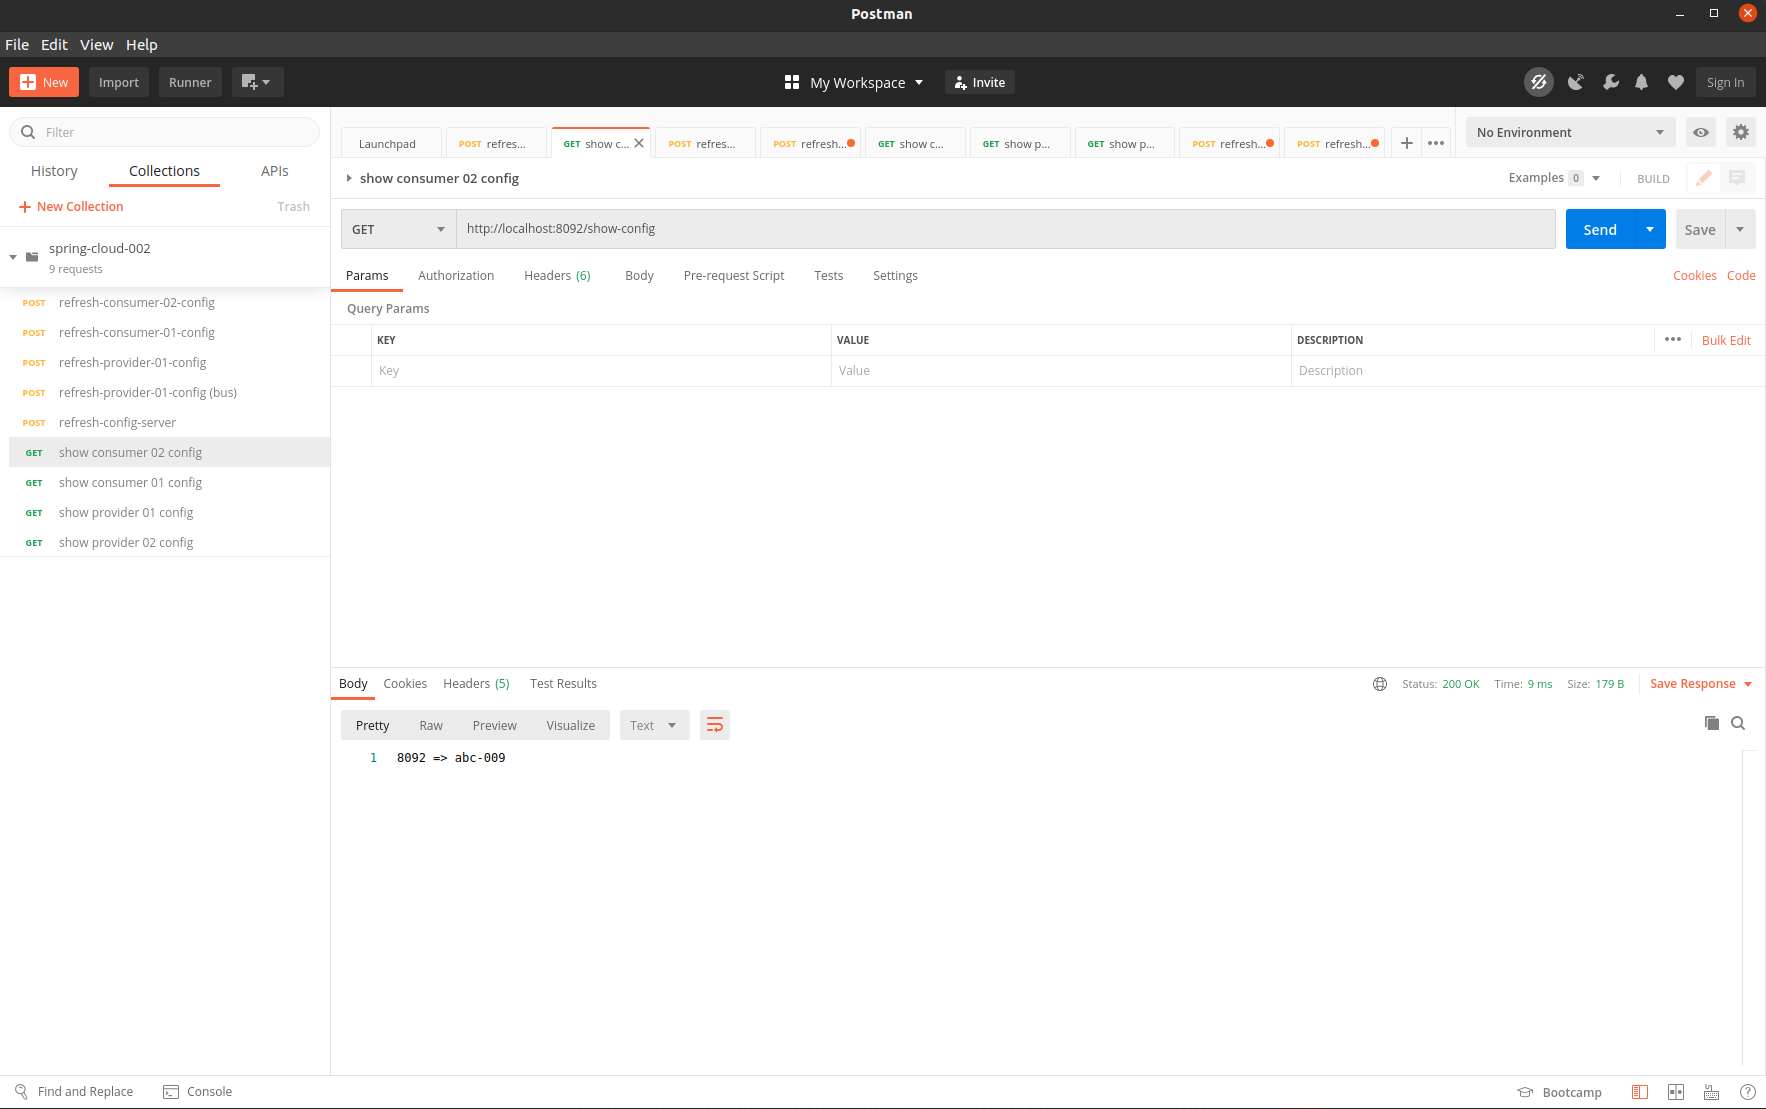 Postman
File Edit View Help
New Import Runner My Workspace Invite Sign In
Filter
History Collections APIs
New Collection Trash
spring-cloud-002
9 requests
POST refresh-consumer-02-config
POST refresh-consumer-01-config
POST refresh-provider-01-config
POST refresh-provider-01-config (bus)
POST refresh-config-server
GET show consumer 02 config
GET show consumer 01 config
GET show provider 01 config
GET show provider 02 config
Launchpad POST refres... GET show c... POST refres... POST refresh... GET show c... GET show p... GET show p... POST refresh... POST refresh... No Environment
show consumer 02 config Examples 0 BUILD
GET http://localhost:8092/show-config Send Save
Params Authorization Headers (6) Body Pre-request Script Tests Settings Cookies Code
Query Params
KEY VALUE DESCRIPTION Bulk Edit
Key Value Description
Body Cookies Headers (5) Test Results Status: 200 OK Time: 9 ms Size: 179 B Save Response
Pretty Raw Preview Visualize Text
1 8092 => abc-009
Find and Replace Console Bootcamp